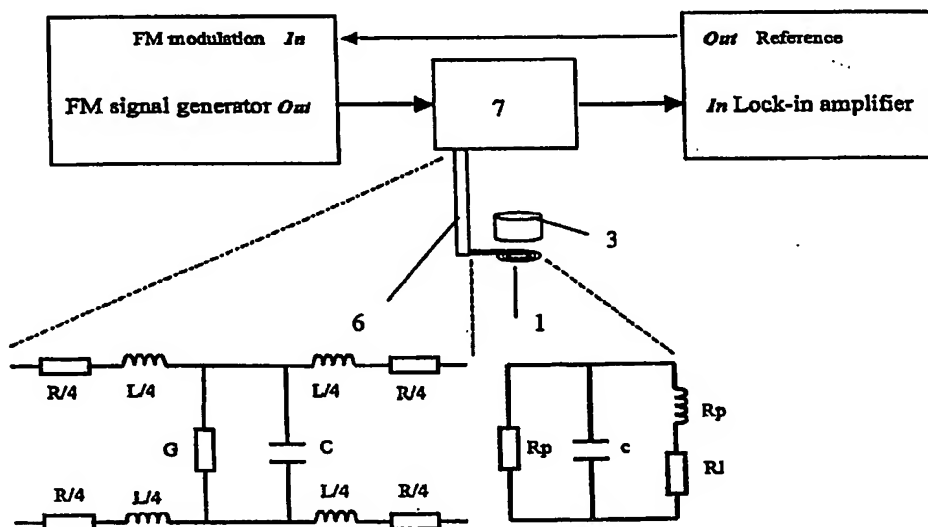 FM modulation In
Out Reference
FM signal generator Out
7
In Lock-in amplifier
3
6
1
R/4
L/4
L/4
R/4
G
C
Rp
c
Rp
Rl
R/4
L/4
L/4
R/4